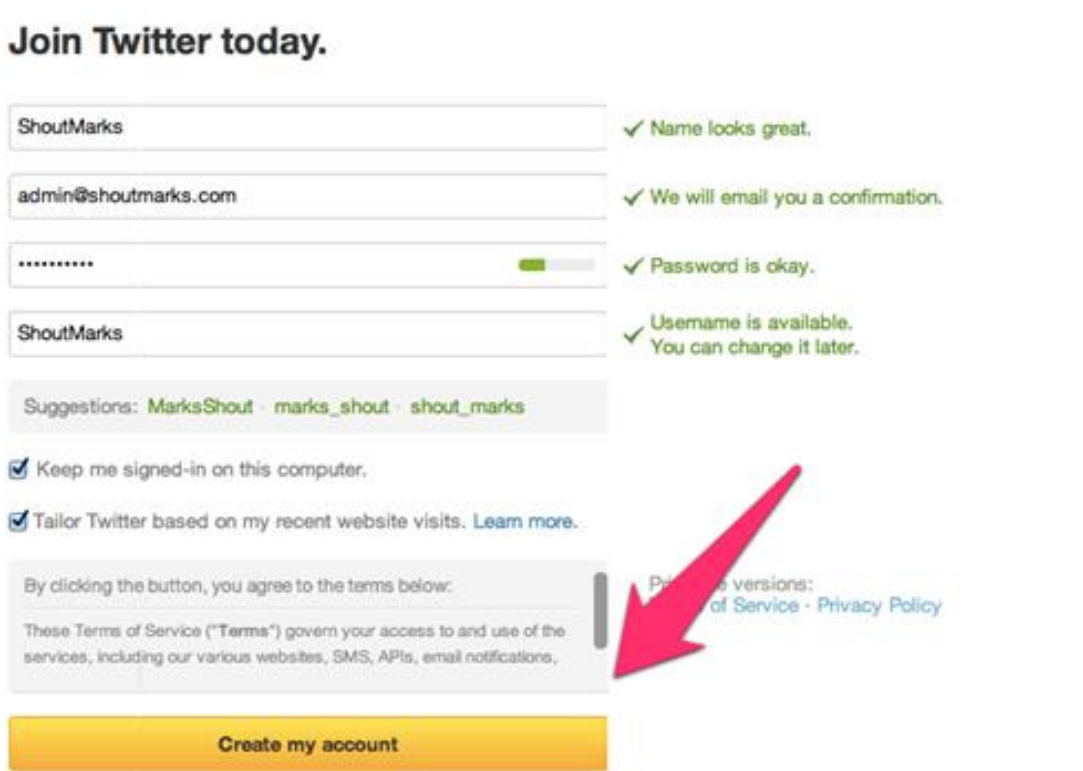 Join Twitter today.
ShoutMarks
✓ Name looks great.
admin@shoutmarks.com
✓ We will email you a confirmation.
••••••••••
✓ Password is okay.
ShoutMarks
✓ Username is available.
You can change it later.
Suggestions: MarksShout · marks_shout · shout_marks
Keep me signed-in on this computer.
Tailor Twitter based on my recent website visits. Learn more.
By clicking the button, you agree to the terms below:
These Terms of Service ("Terms") govern your access to and use of the
services, including our various websites, SMS, APIs, email notifications,
versions:
of Service · Privacy Policy
Create my account